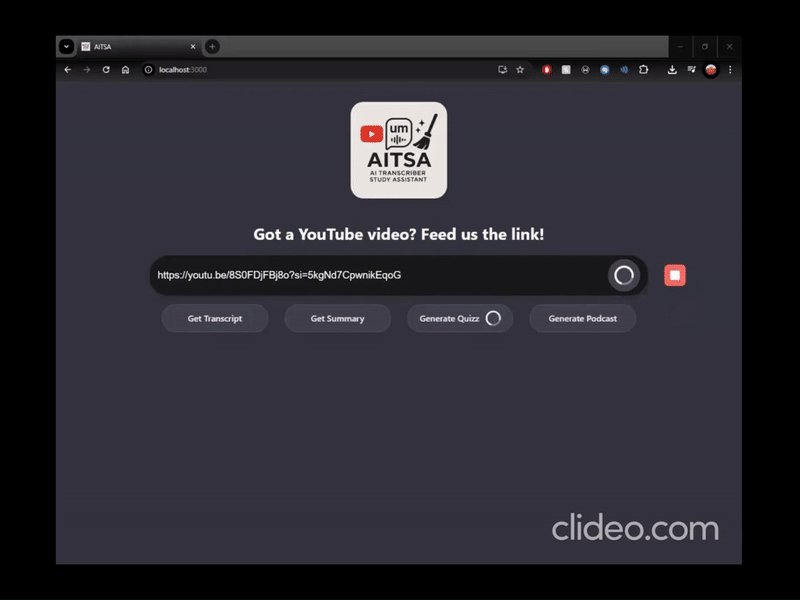 AITSA
localhost:3000
um
AITSA
AI TRANSCRIBER
STUDY ASSISTANT
Got a YouTube video? Feed us the link!
https://youtu.be/8S0FDjFBj8o?si=5kgNd7CpwnikEqoG
Get Transcript
Get Summary
Generate Quizz
Generate Podcast
clideo.com